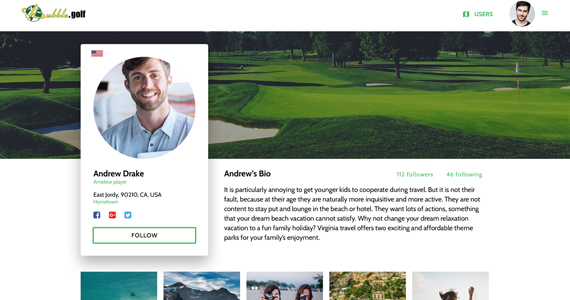 ubble.golf
USERS
Andrew Drake
Amateur player
East Jordy, 90210, CA, USA
Hometown
FOLLOW
Andrew's Bio
112 followers
46 following
It is particularly annoying to get younger kids to cooperate during travel. But it is not their
fault, because at their age they are naturally more inquisitive and more active. They are not
content to stay put and lounge in the beach or hotel. They want lots of actions, something
that your dream beach vacation cannot satisfy. Why not change your dream relaxation
vacation to a fun family holiday? Virginia travel offers two exciting and affordable theme
parks for your family's enjoyment.